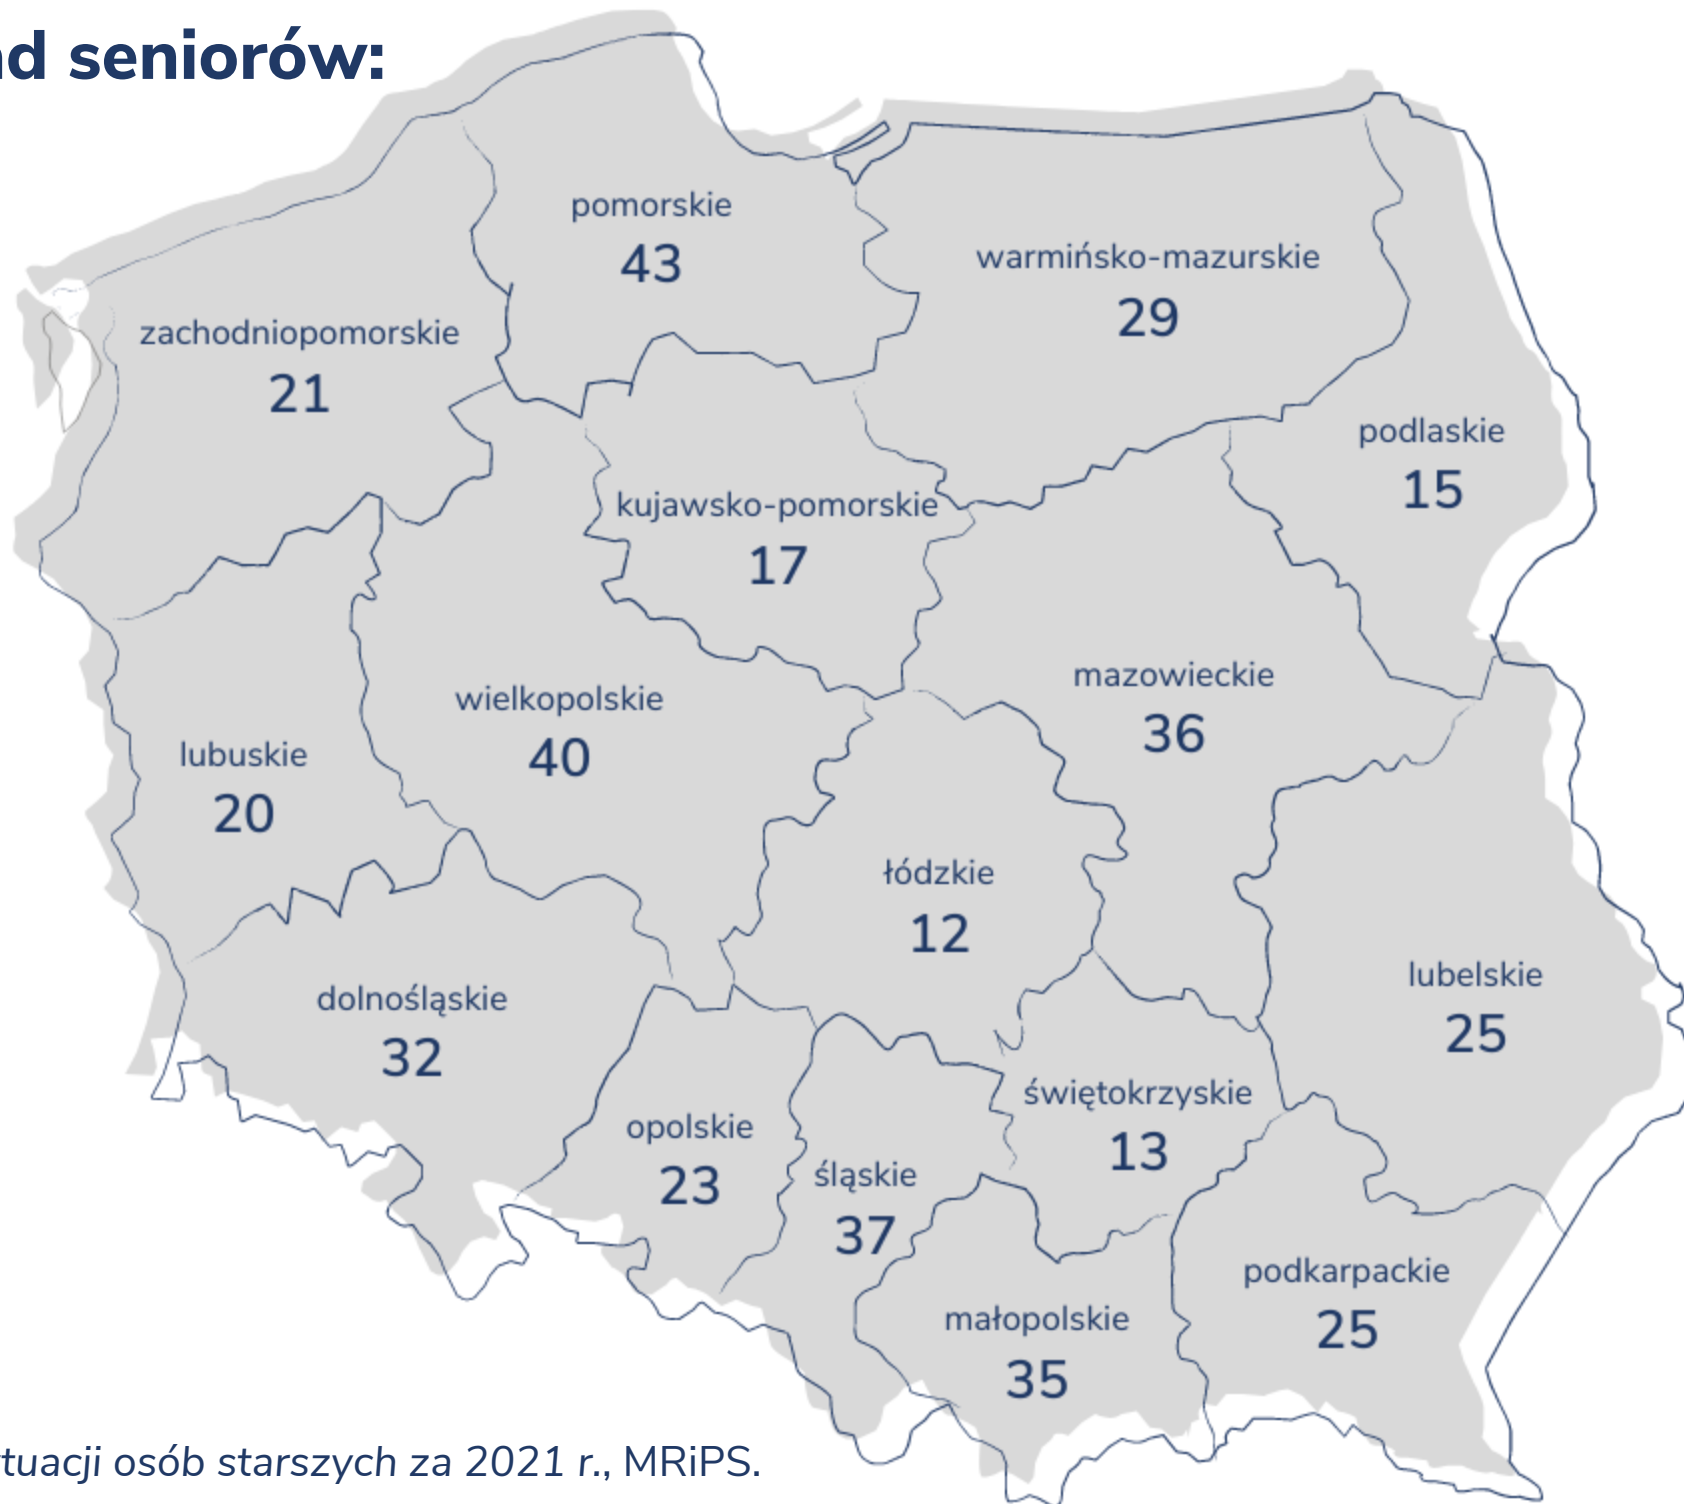 seniorów:
pomorskie
43
warmińsko-mazurskie
29
zachodniopomorskie
21
podlaskie
15
kujawsko-pomorskie
17
mazowieckie
36
wielkopolskie
40
lubuskie
20
łódzkie
12
lubelskie
25
dolnośląskie
32
świętokrzyskie
13
opolskie
23
śląskie
37
podkarpackie
25
małopolskie
35
osób starszych za 2021 r., MRiPS.